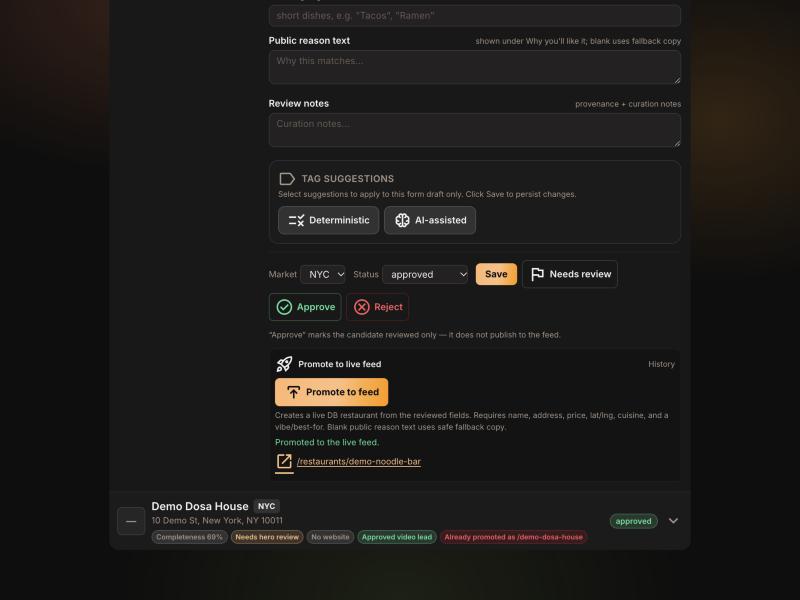 short dishes, e.g. "Tacos", "Ramen"
Public reason text
shown under Why you'll like it; blank uses fallback copy
Why this matches...
Review notes
provenance + curation notes
Curation notes...
TAG SUGGESTIONS
Select suggestions to apply to this form draft only. Click Save to persist changes.
Deterministic AI-assisted
Market NYC Status approved Save Needs review
Approve Reject
"Approve" marks the candidate reviewed only — it does not publish to the feed.
Promote to live feed
History
Promote to feed
Creates a live DB restaurant from the reviewed fields. Requires name, address, price, lat/lng, cuisine, and a
vibe/best-for. Blank public reason text uses safe fallback copy.
Promoted to the live feed.
/restaurants/demo-noodle-bar
Demo Dosa House NYC
10 Demo St, New York, NY 10011
approved
Completeness 69% Needs hero review No website Approved video lead Already promoted as /demo-dosa-house